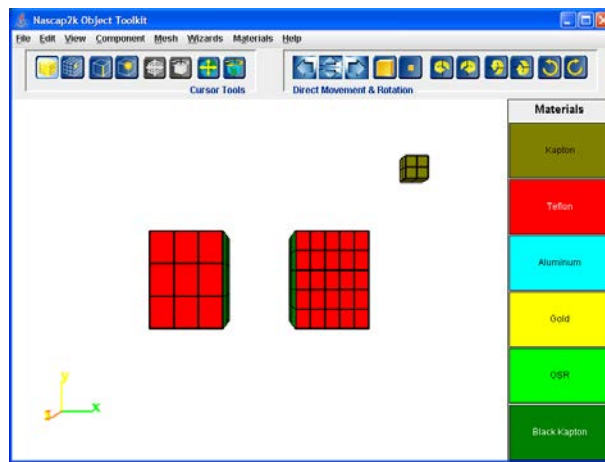 Nascap2k Object Toolkit
File Edit View Component Mesh Wizards Materials Help
Cursor Tools
Direct Movement & Rotation
Materials
Kapton
Teflon
Aluminum
Gold
OSR
Black Kapton
y
z x